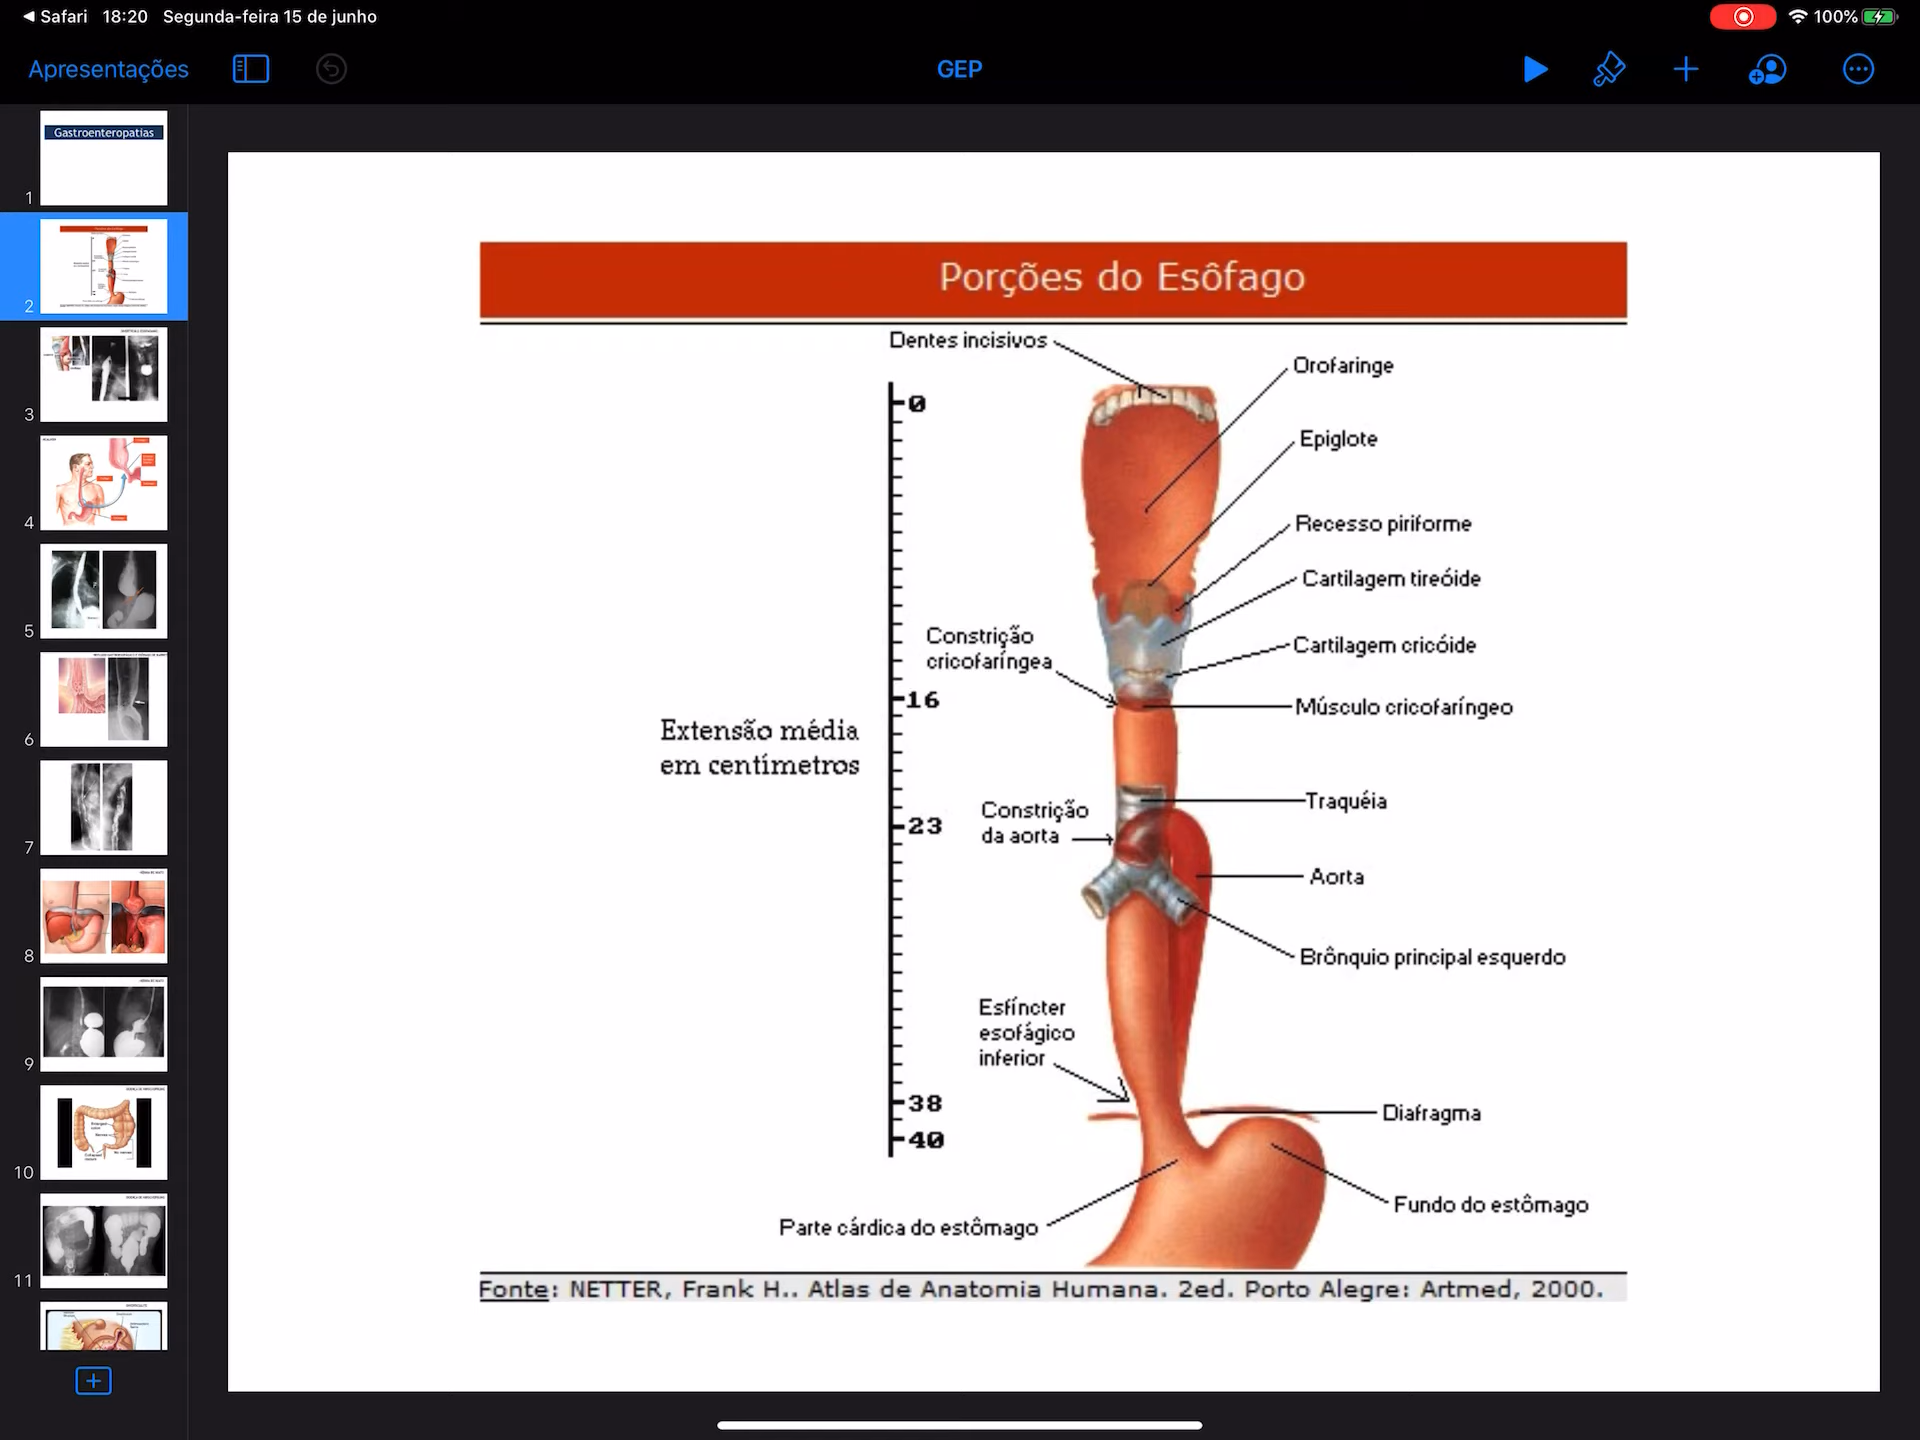 Safari 18:20 Segunda-feira 15 de junho
100%
Apresentações
GEP
Gastroenteropatias
1
2
3
4
5
6
7
8
9
10
11
Porções do Esôfago
Dentes incisivos
Orofaringe
0
Epiglote
Recesso piriforme
Cartilagem tireóide
Constrição
cricofaríngea
Cartilagem cricóide
16
Músculo cricofaríngeo
Extensão média
em centímetros
Traquéia
Constrição
da aorta
23
Aorta
Brônquio principal esquerdo
Esfíncter
esofágico
inferior
38
Diafragma
40
Fundo do estômago
Parte cárdica do estômago
Fonte: NETTER, Frank H.. Atlas de Anatomia Humana. 2ed. Porto Alegre: Artmed, 2000.